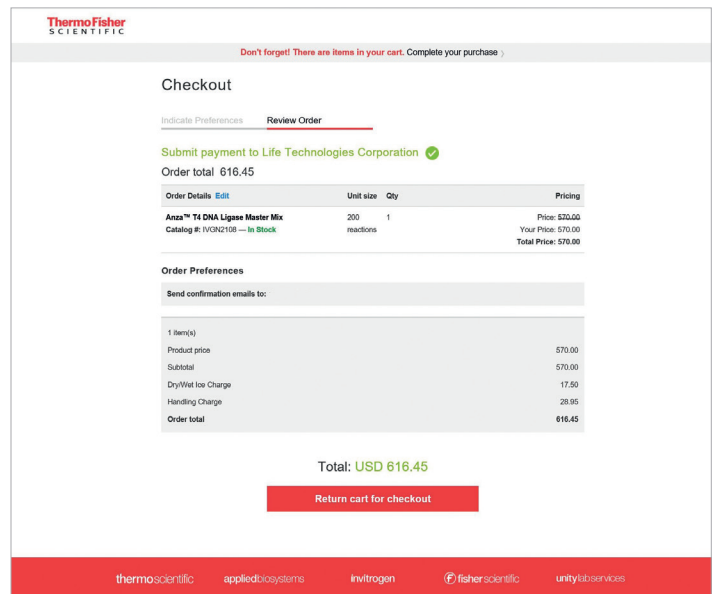 ThermoFisher
SCIENTIFIC
Don't forget! There are items in your cart. Complete your purchase >
Checkout
Indicate Preferences Review Order
Submit payment to Life Technologies Corporation
Order total 616.45
Order Details Edit Unit size Qty Pricing
Anza™ T4 DNA Ligase Master Mix 200 1 Price: 570.00
Catalog #: IVGN2108 — In Stock reactions Your Price: 570.00
Total Price: 570.00
Order Preferences
Send confirmation emails to:
1 item(s)
Product price 570.00
Subtotal 570.00
Dry/Wet Ice Charge 17.50
Handling Charge 28.95
Order total 616.45
Total: USD 616.45
Return cart for checkout
thermoscientific appliedbiosystems invitrogen fisherscientific unitylabservices